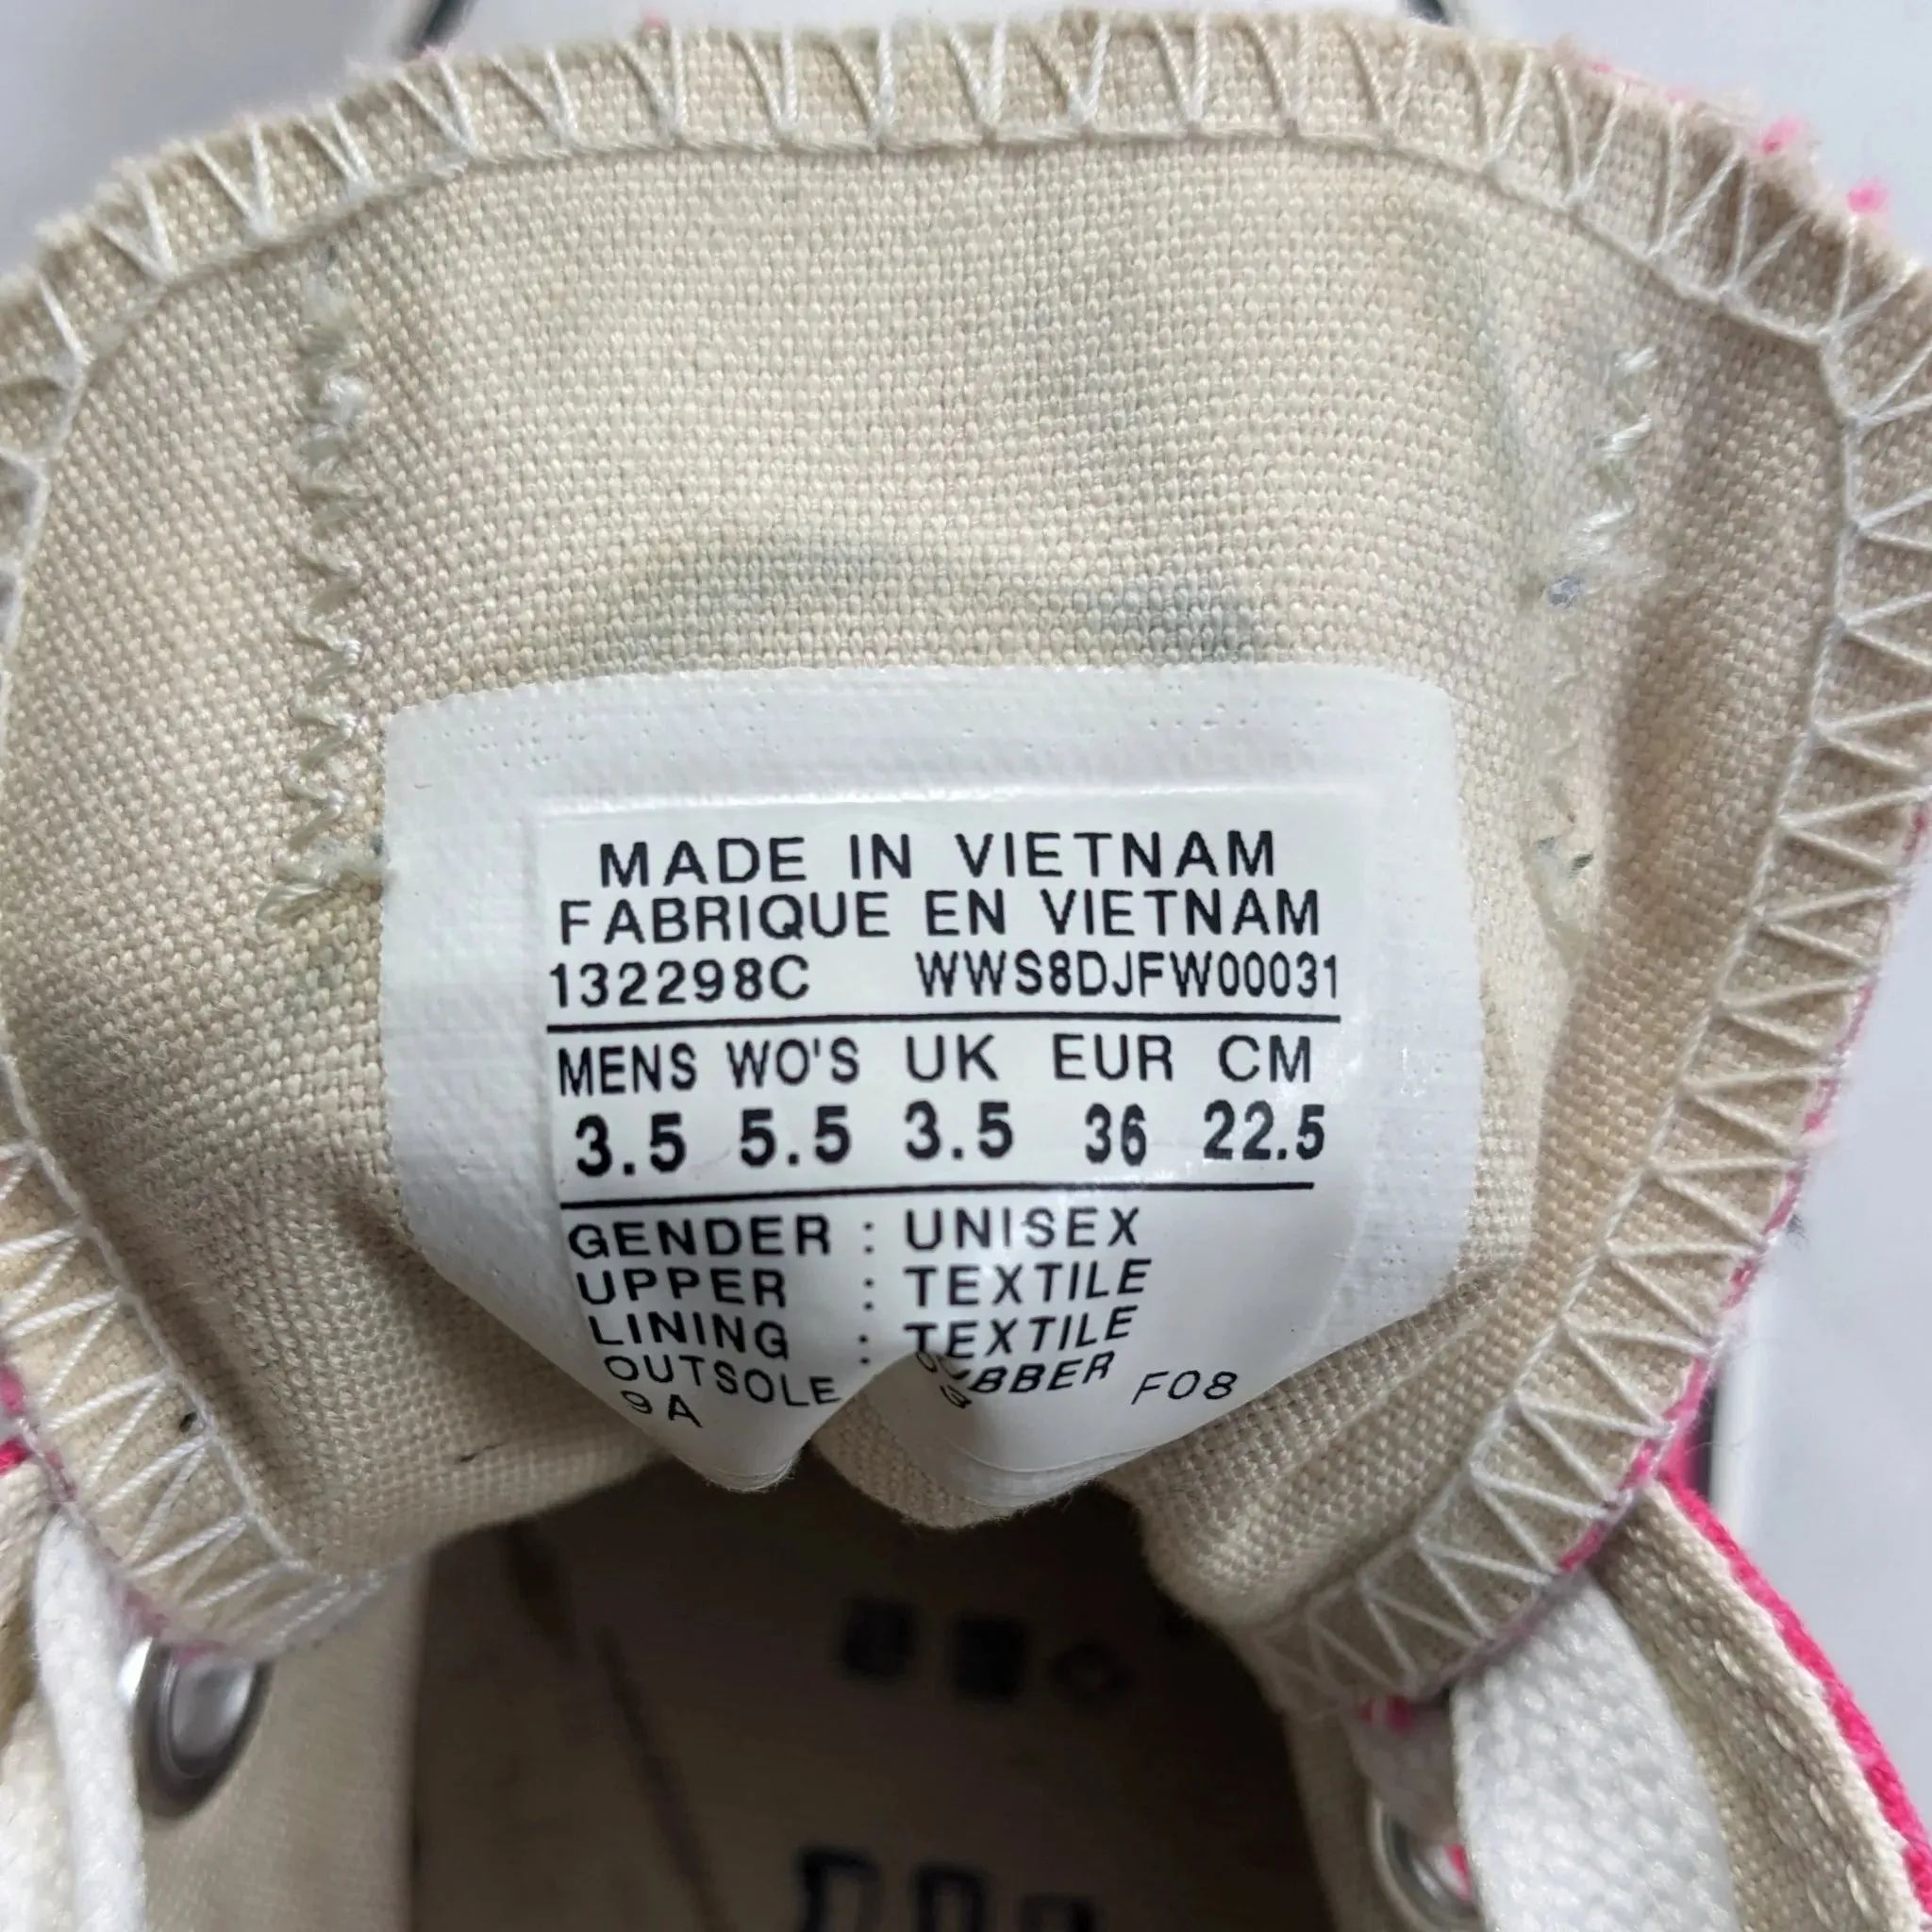 MADE IN VIETNAM
FABRIQUE EN VIETNAM
132298C WWS8DJFW00031
MENS WO'S UK EUR CM
3.5 5.5 3.5 36 22.5
GENDER : UNISEX
UPPER : TEXTILE
LINING : TEXTILE
OUTSOLE :
9A F08